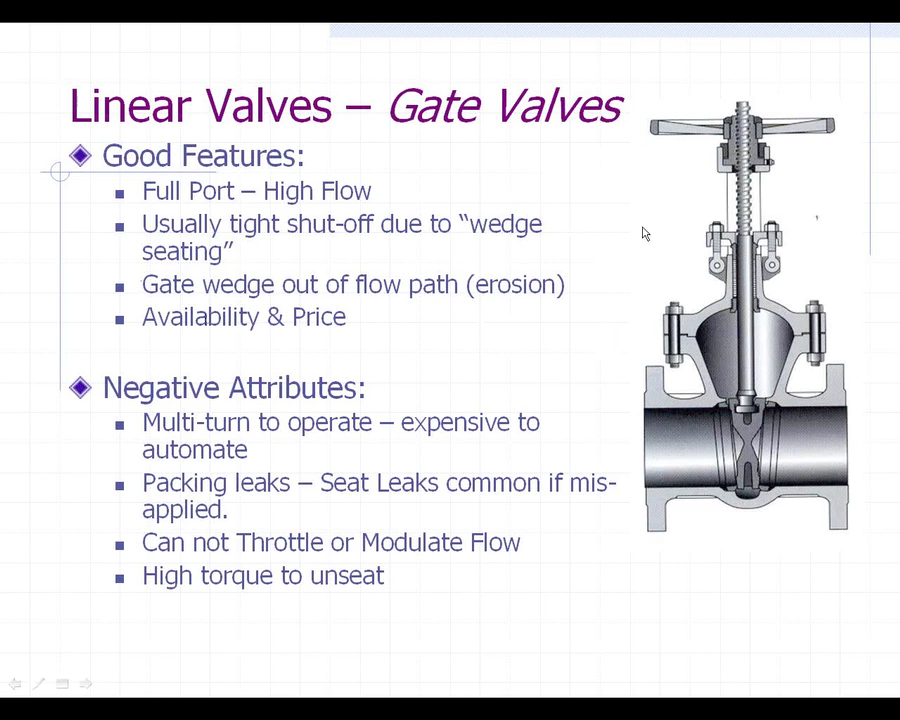 Linear Valves – Gate Valves
Good Features:
Full Port – High Flow
Usually tight shut-off due to “wedge
seating”
Gate wedge out of flow path (erosion)
Availability & Price
Negative Attributes:
Multi-turn to operate – expensive to
automate
Packing leaks – Seat Leaks common if mis-
applied.
Can not Throttle or Modulate Flow
High torque to unseat